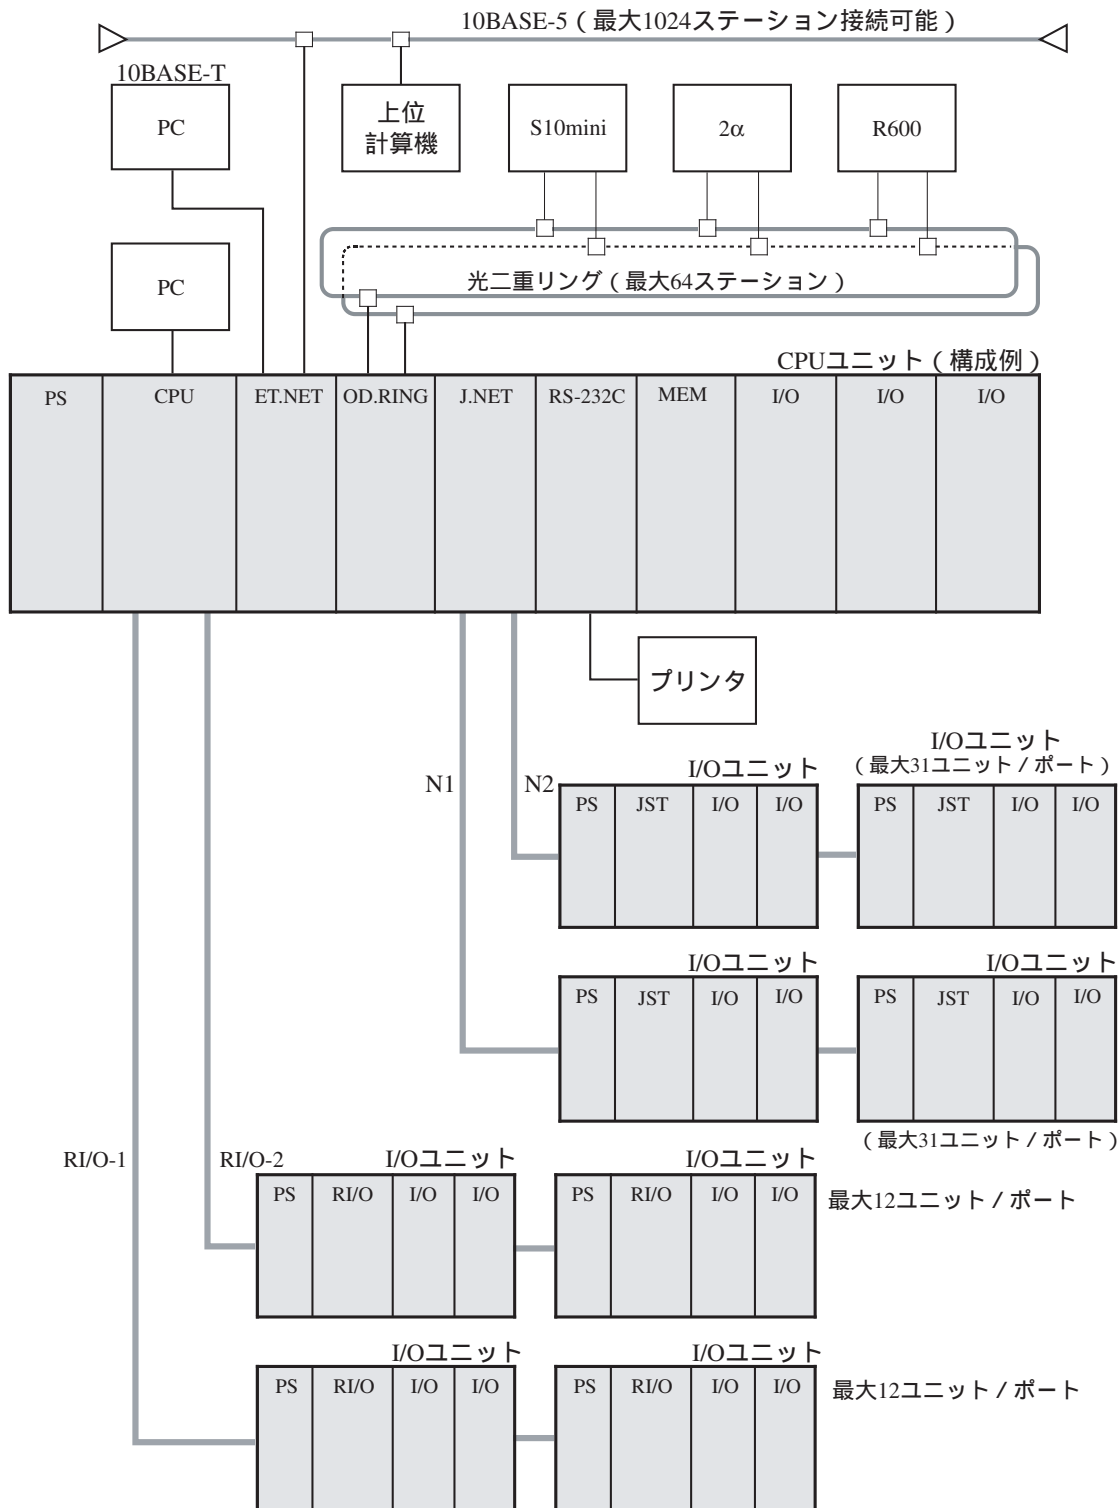 10BASE-5（最大1024ステーション接続可能）
10BASE-T
PC
上位
計算機
S10mini
2α
R600
PC
光二重リング（最大64ステーション）
CPUユニット（構成例）
PS
CPU
ET.NET
OD.RING
J.NET
RS-232C
MEM
I/O
I/O
I/O
プリンタ
N1
N2
I/Oユニット
I/Oユニット
（最大31ユニット／ポート）
PS
JST
I/O
I/O
PS
JST
I/O
I/O
I/Oユニット
I/Oユニット
PS
JST
I/O
I/O
PS
JST
I/O
I/O
（最大31ユニット／ポート）
RI/O-1
RI/O-2
I/Oユニット
I/Oユニット
PS
RI/O
I/O
I/O
PS
RI/O
I/O
I/O
最大12ユニット／ポート
I/Oユニット
I/Oユニット
PS
RI/O
I/O
I/O
PS
RI/O
I/O
I/O
最大12ユニット／ポート